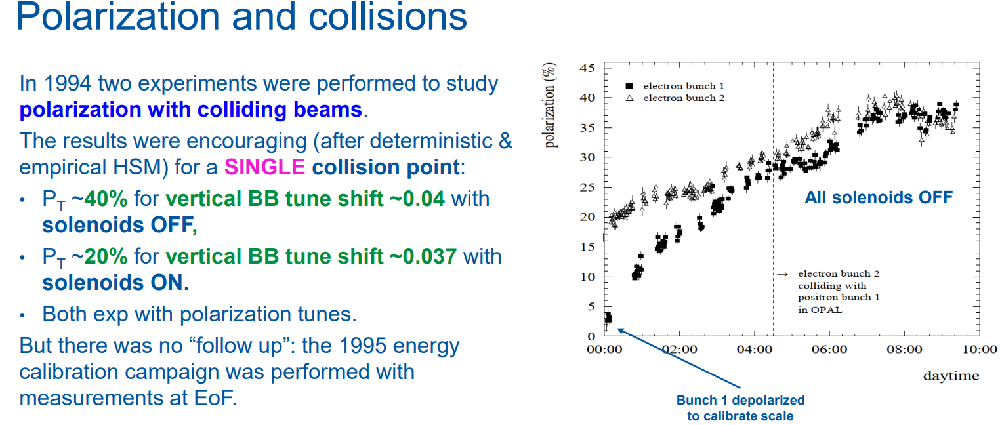 Polarization and collisions
In 1994 two experiments were performed to study
polarization with colliding beams.
The results were encouraging (after deterministic &
empirical HSM) for a SINGLE collision point:
• PT ~40% for vertical BB tune shift ~0.04 with
solenoids OFF,
• PT ~20% for vertical BB tune shift ~0.037 with
solenoids ON.
• Both exp with polarization tunes.
But there was no “follow up”: the 1995 energy
calibration campaign was performed with
measurements at EoF.
polarization (%)
45
40
35
30
25
20
15
10
5
0
electron bunch 1
electron bunch 2
All solenoids OFF
→ electron bunch 2
colliding with
positron bunch 1
in OPAL
00:00 02:00 04:00 06:00 08:00 10:00
daytime
Bunch 1 depolarized
to calibrate scale